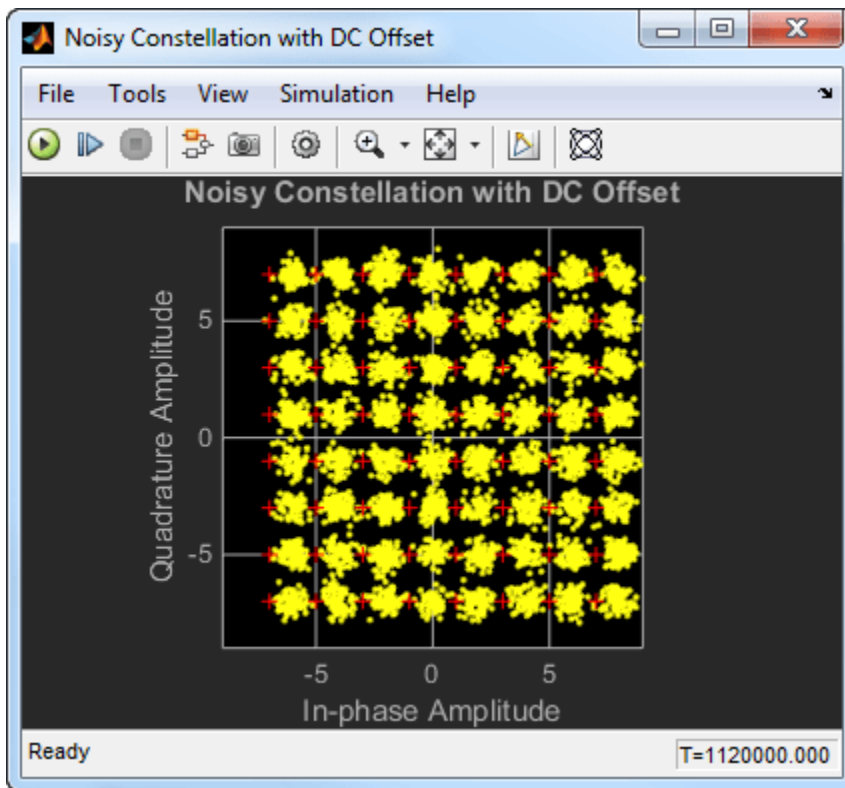 Noisy Constellation with DC Offset
File Tools View Simulation Help
Noisy Constellation with DC Offset
Quadrature Amplitude
5
0
-5
-5 0 5
In-phase Amplitude
Ready T=1120000.000